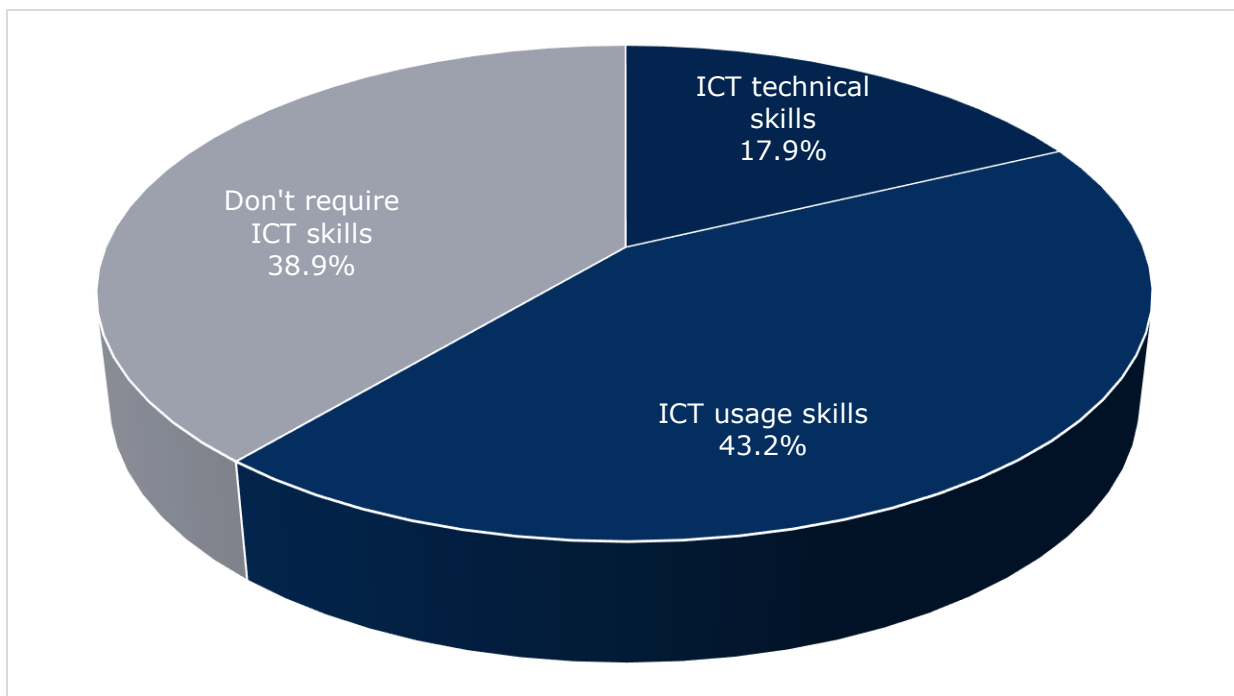 ICT technical
skills
17.9%
Don't require
ICT skills
38.9%
ICT usage skills
43.2%